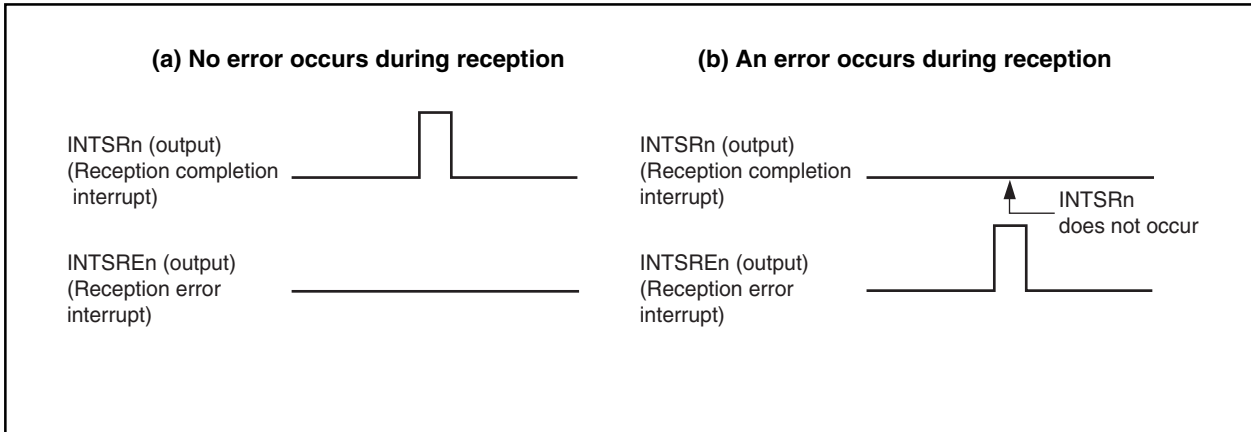 (a) No error occurs during reception
INTSRn (output)
(Reception completion
interrupt)
INTSREn (output)
(Reception error
interrupt)
(b) An error occurs during reception
INTSRn (output)
(Reception completion
interrupt)
INTSRn
does not occur
INTSREn (output)
(Reception error
interrupt)